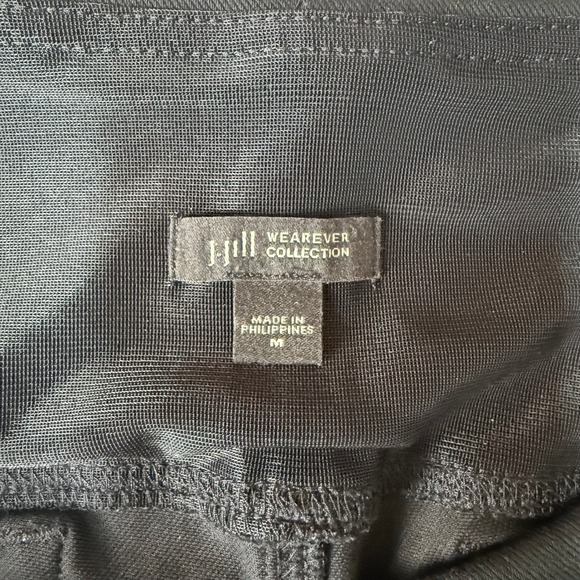 J.Jill WEAREVER
COLLECTION
MADE IN
PHILIPPINES
M